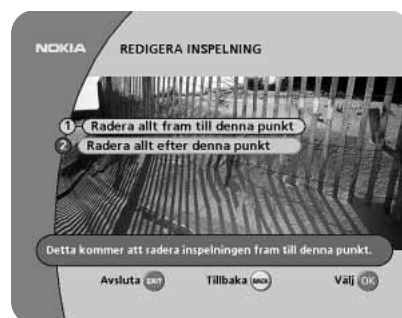 NOKIA
REDIGERA INSPELNING
1 Radera allt fram till denna punkt
2 Radera allt efter denna punkt
Detta kommer att radera inspelningen fram till denna punkt.
Avsluta EXIT Tillbaka BACK Välj OK